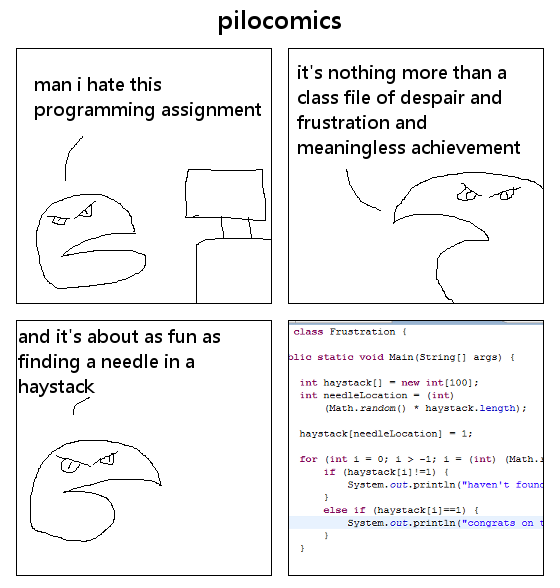 pilocomics
man i hate this
programming assignment
it's nothing more than a
class file of despair and
frustration and
meaningless achievement
and it's about as fun as
finding a needle in a
haystack
class Frustration {
blic static void Main(String[] args) {
int haystack[] = new int[100];
int needleLocation = (int)
(Math.random() * haystack.length);
haystack[needleLocation] = 1;
for (int i = 0; i > -1; i = (int) (Math.
if (haystack[i]!=1) {
System.out.println("haven't found
}
else if (haystack[i]==1) {
System.out.println("congrats on
}
}